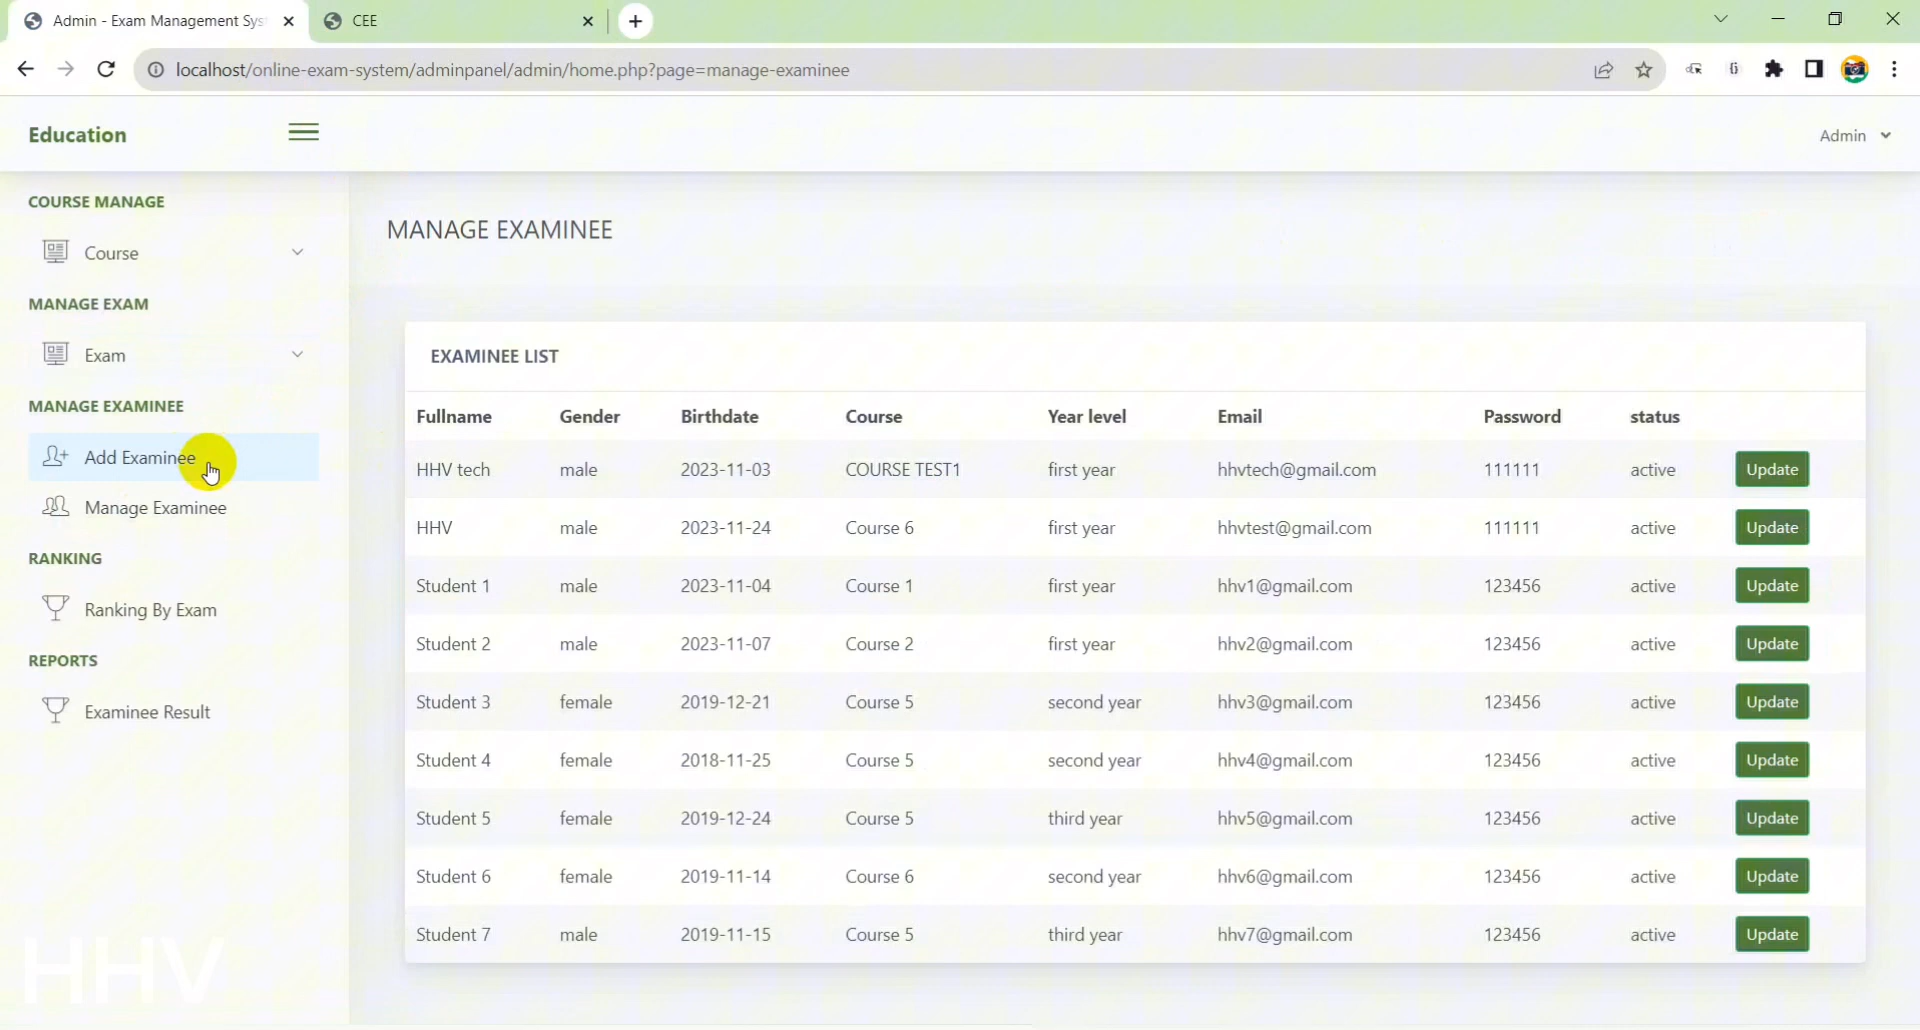 Admin - Exam Management Sys
CEE
localhost/online-exam-system/adminpanel/admin/home.php?page=manage-examinee
Education
Admin
COURSE MANAGE
Course
MANAGE EXAM
Exam
MANAGE EXAMINEE
Add Examinee
Manage Examinee
RANKING
Ranking By Exam
REPORTS
Examinee Result
HHV
MANAGE EXAMINEE
EXAMINEE LIST
Fullname Gender Birthdate Course Year level Email Password status
HHV tech male 2023-11-03 COURSE TEST1 first year hhvtech@gmail.com 111111 active Update
HHV male 2023-11-24 Course 6 first year hhvtest@gmail.com 111111 active Update
Student 1 male 2023-11-04 Course 1 first year hhv1@gmail.com 123456 active Update
Student 2 male 2023-11-07 Course 2 first year hhv2@gmail.com 123456 active Update
Student 3 female 2019-12-21 Course 5 second year hhv3@gmail.com 123456 active Update
Student 4 female 2018-11-25 Course 5 second year hhv4@gmail.com 123456 active Update
Student 5 female 2019-12-24 Course 5 third year hhv5@gmail.com 123456 active Update
Student 6 female 2019-11-14 Course 6 second year hhv6@gmail.com 123456 active Update
Student 7 male 2019-11-15 Course 5 third year hhv7@gmail.com 123456 active Update